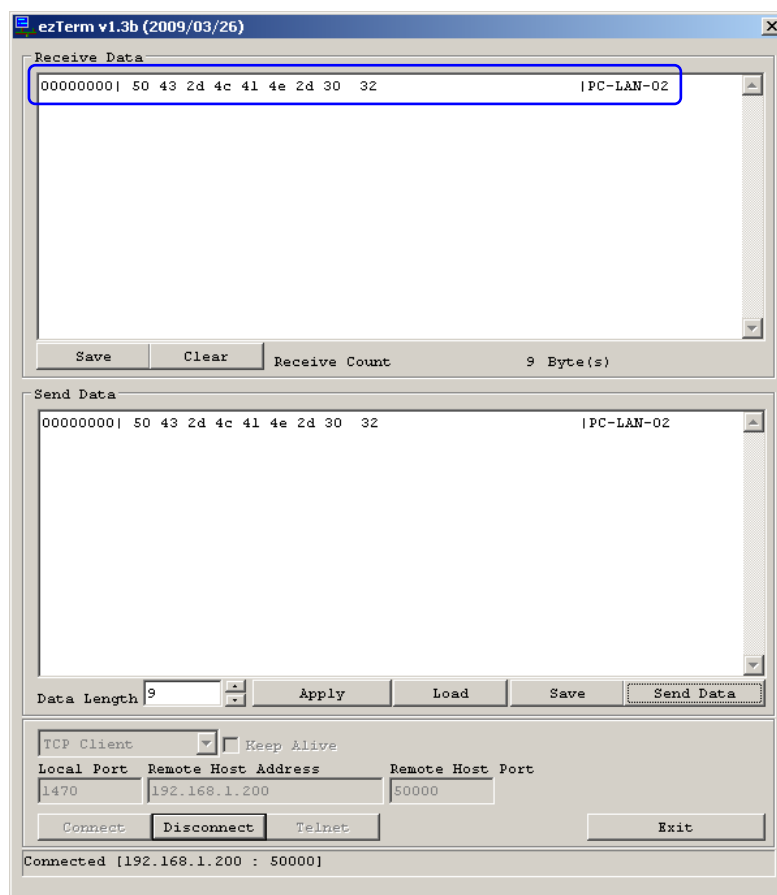 ezTerm v1.3b (2009/03/26)
Receive Data
00000000| 50 43 2d 4c 41 4e 2d 30  32 |PC-LAN-02
Save Clear Receive Count 9 Byte(s)
Send Data
00000000| 50 43 2d 4c 41 4e 2d 30  32 |PC-LAN-02
Data Length 9 Apply Load Save Send Data
TCP Client Keep Alive
Local Port Remote Host Address Remote Host Port
1470 192.168.1.200 50000
Connect Disconnect Telnet Exit
Connected [192.168.1.200 : 50000]